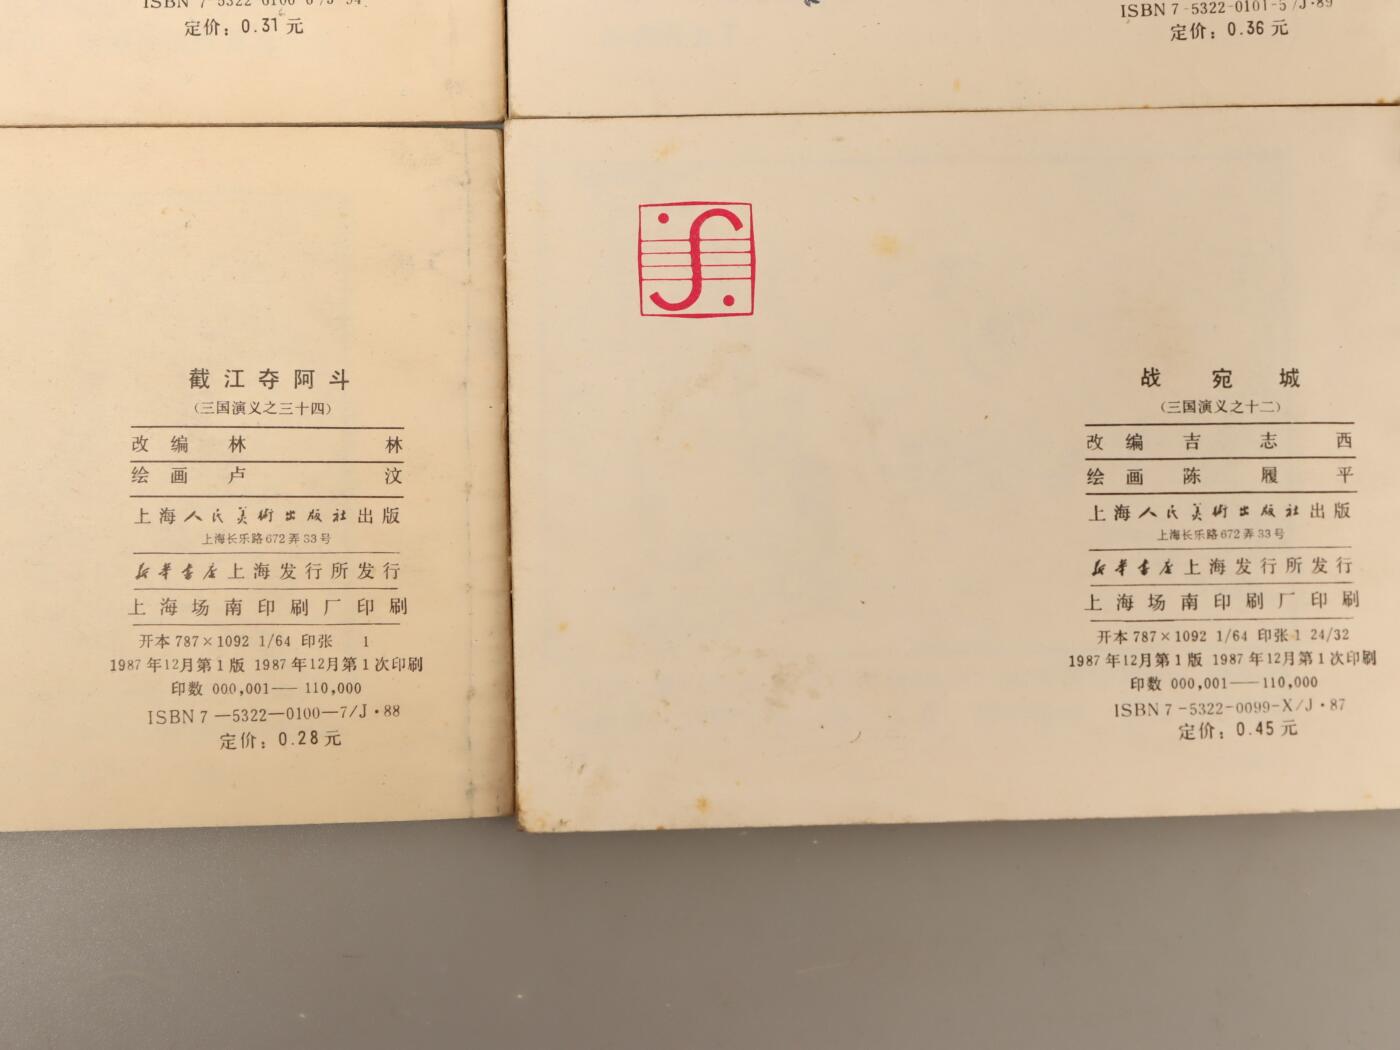 定价：0.31 元
ISBN 7-5322-0101-5/J·89
定价：0.36 元
截江夺阿斗
（三国演义之三十四）
改编 林 林
绘画 卢 汶
上海人民美術出版社出版
上海长乐路672弄33号
新华書店上海发行所发行
上海场南印刷厂印刷
开本 787×1092 1/64 印张 1
1987年12月第1版 1987年12月第1次印刷
印数 000,001——110,000
ISBN 7—5322—0100—7/J·88
定价：0.28 元
战宛城
（三国演义之十二）
改编 吉志西
绘画 陈履平
上海人民美術出版社出版
上海长乐路672弄33号
新华書店上海发行所发行
上海场南印刷厂印刷
开本 787×1092 1/64 印张 1 24/32
1987年12月第1版 1987年12月第1次印刷
印数 000,001——110,000
ISBN 7-5322-0099-X/J·87
定价：0.45 元